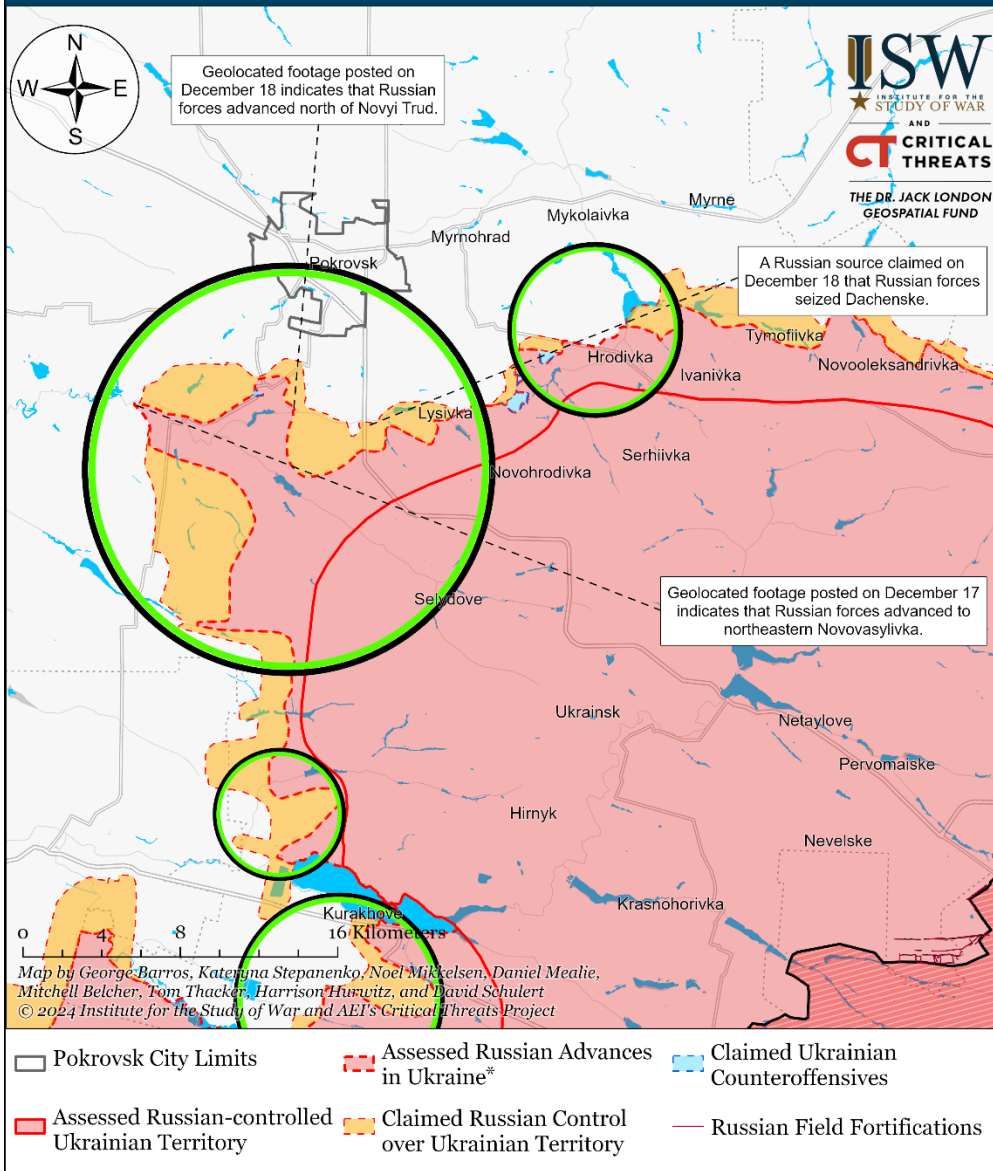 N
W
E
S
Geolocated footage posted on
December 18 indicates that Russian
forces advanced north of Novyi Trud.
ISW
INSTITUTE FOR THE
STUDY OF WAR
AND
CT CRITICAL
THREATS
THE DR. JACK LONDON
GEOSPATIAL FUND
Myrne
Mykolaivka
Myrnohrad
Pokrovsk
A Russian source claimed on
December 18 that Russian forces
seized Dachenske.
Tymofiivka
Hrodivka
Novooleksandrivka
Ivanivka
Lysivka
Serhiivka
Novohrodivka
Geolocated footage posted on December 17
indicates that Russian forces advanced to
northeastern Novovasylivka.
Selydove
Ukrainsk
Netaylove
Pervomaiske
Hirnyk
Nevelske
Krasnohorivka
Kurakhove
0 4 8 16 Kilometers
Map by George Barros, Kateryna Stepanenko, Noel Mikkelsen, Daniel Mealie,
Mitchell Belcher, Tom Thacker, Harrison Hurwitz, and David Schulert
© 2024 Institute for the Study of War and AEI's Critical Threats Project
Pokrovsk City Limits
Assessed Russian Advances
in Ukraine*
Claimed Ukrainian
Counteroffensives
Assessed Russian-controlled
Ukrainian Territory
Claimed Russian Control
over Ukrainian Territory
Russian Field Fortifications